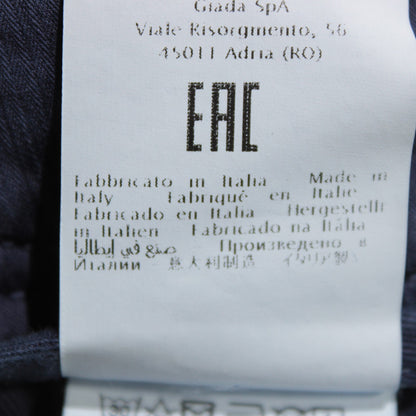 Giada SpA
Viale Risorgimento, 56
45011 Adria (RO)
EAC
Fabbricato in Italia Made in
Italy Fabriqué en Italie
Fabricado en Italia Hergestellt
in Italien Fabricado na Itália
صنع في إيطاليا Произведено в
Италии 意大利制造 イタリア製